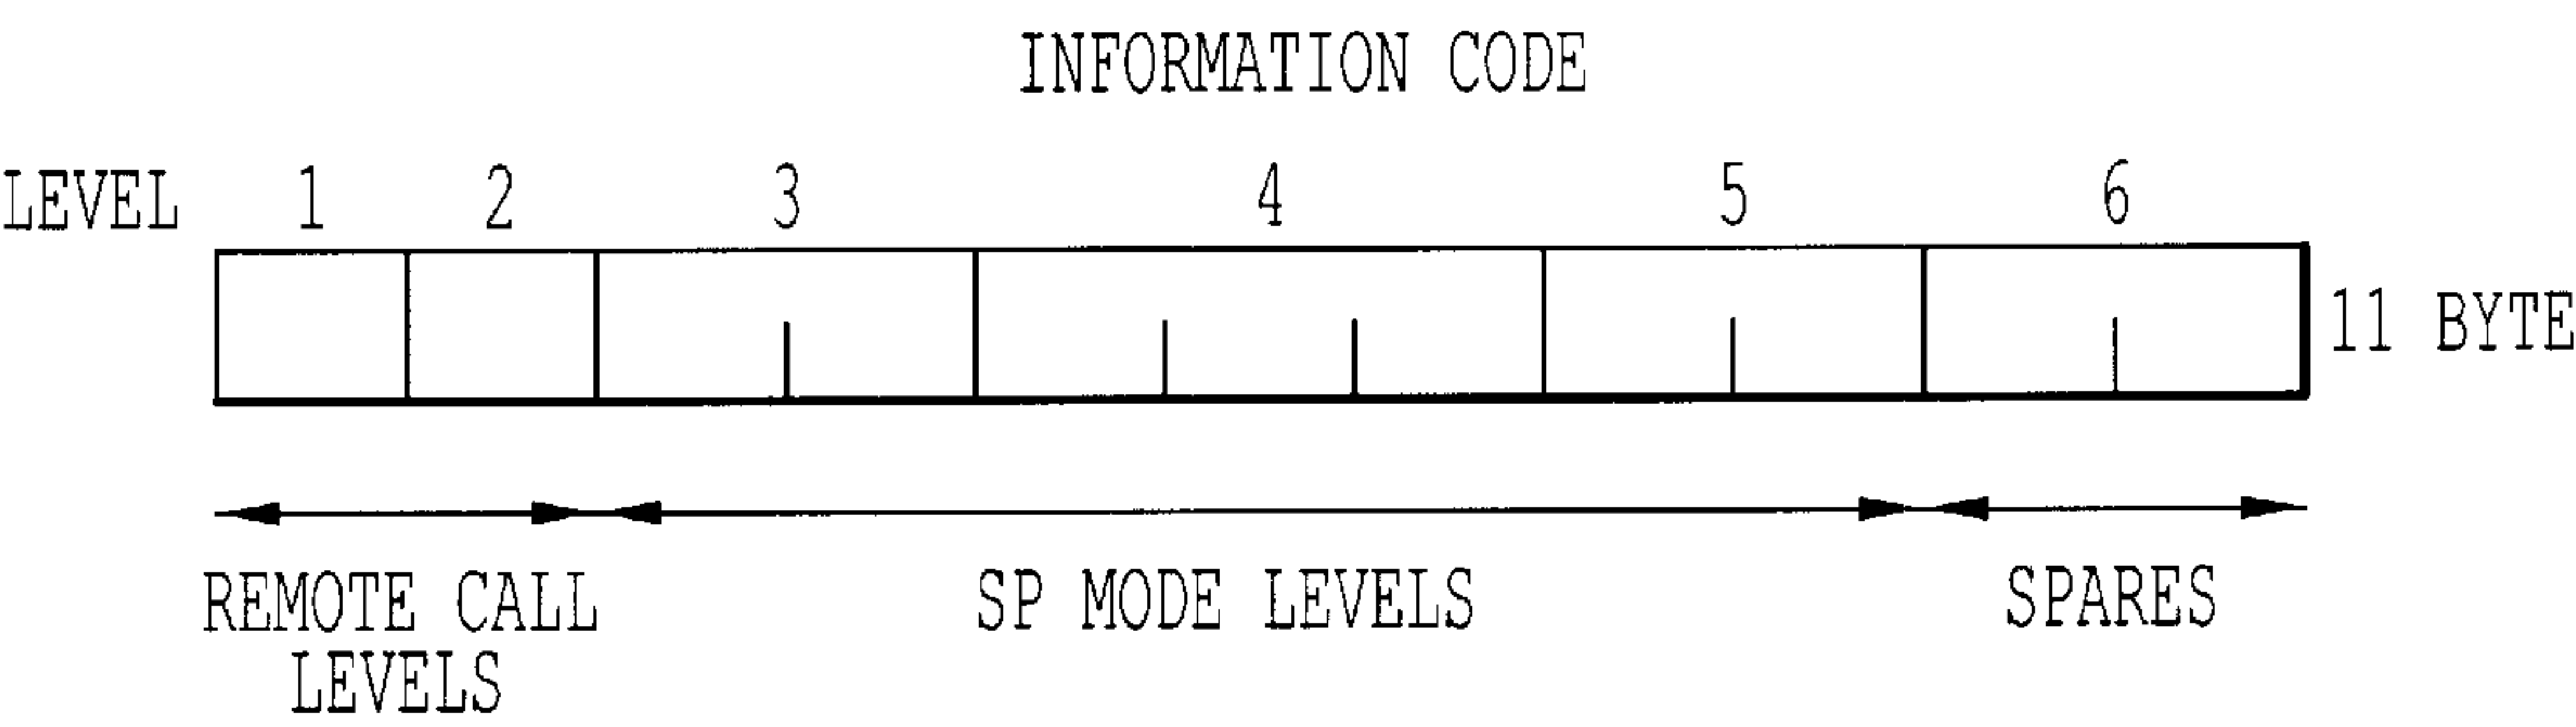 INFORMATION CODE
LEVEL 1 2 3 4 5 6
11 BYTE
REMOTE CALL LEVELS
SP MODE LEVELS
SPARES